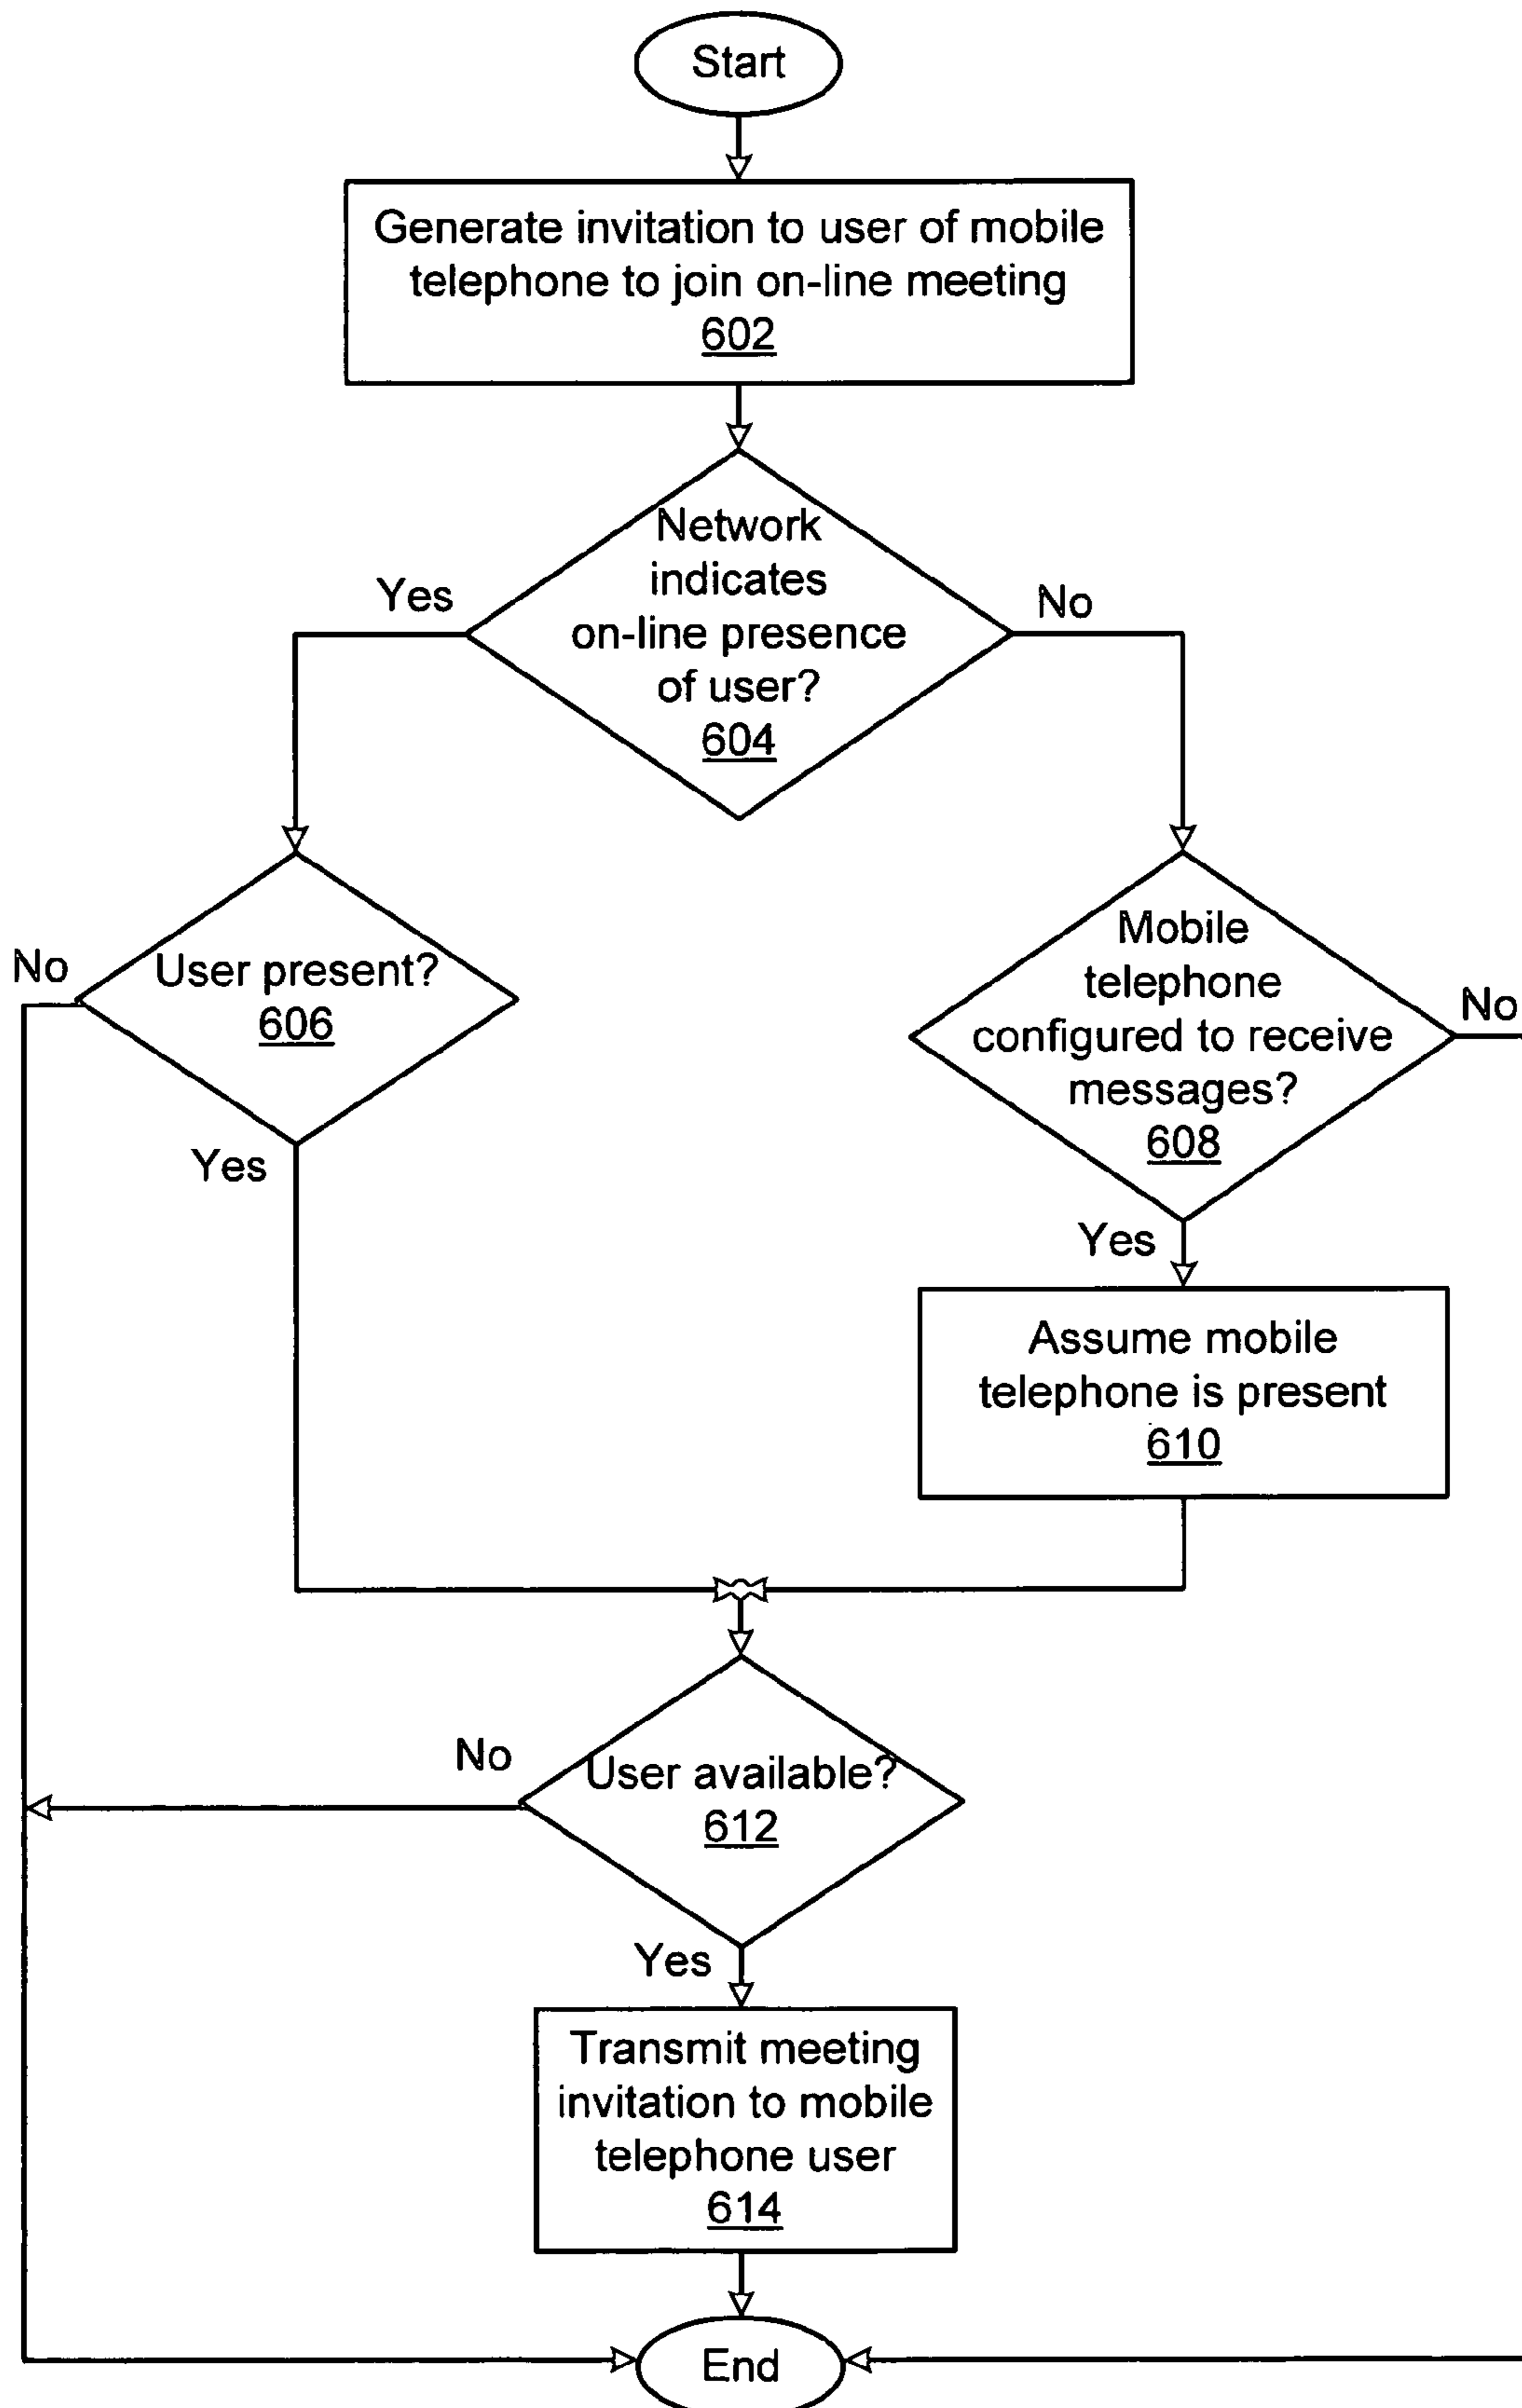 Start
Generate invitation to user of mobile
telephone to join on-line meeting
602
Network
indicates
on-line presence
of user?
604
Yes
No
User present?
606
No
Yes
Mobile
telephone
configured to receive
messages?
608
No
Yes
Assume mobile
telephone is present
610
User available?
612
No
Yes
Transmit meeting
invitation to mobile
telephone user
614
End